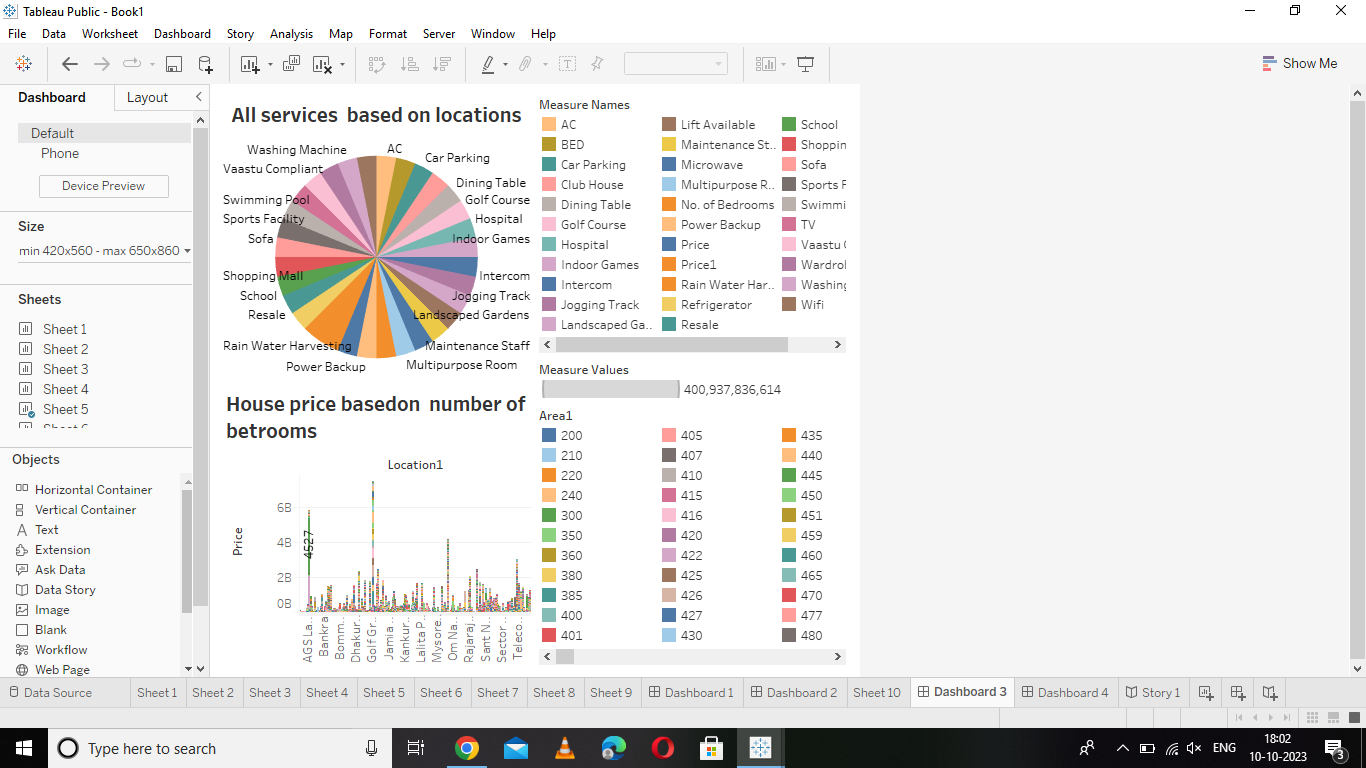 Tableau Public - Book1
File Data Worksheet Dashboard Story Analysis Map Format Server Window Help
Show Me
Dashboard Layout
Default
Phone
Device Preview
Size
min 420x560 - max 650x860
Sheets
Sheet 1
Sheet 2
Sheet 3
Sheet 4
Sheet 5
Objects
Horizontal Container
Vertical Container
Text
Extension
Ask Data
Data Story
Image
Blank
Workflow
Web Page
All services based on locations
Washing Machine
AC
Car Parking
Vaastu Compliant
Dining Table
Swimming Pool
Golf Course
Sports Facility
Hospital
Sofa
Indoor Games
Shopping Mall
Intercom
School
Jogging Track
Resale
Landscaped Gardens
Rain Water Harvesting
Maintenance Staff
Power Backup
Multipurpose Room
House price basedon number of
betrooms
Location1
Price
6B
4B
2B
0B
4527
AGS La..
Bankra
Bomm..
Dhakur..
Golf Gr..
Jamia ..
Kankur..
Lalita P..
Mysore..
Om Na..
Rajaraj..
Sant N..
Sector ..
Teleco..
Measure Names
AC
BED
Car Parking
Club House
Dining Table
Golf Course
Hospital
Indoor Games
Intercom
Jogging Track
Landscaped Ga..
Lift Available
Maintenance St..
Microwave
Multipurpose R..
No. of Bedrooms
Power Backup
Price
Price1
Rain Water Har..
Refrigerator
Resale
School
Shoppin
Sofa
Sports F
Swimmi
TV
Vaastu C
Wardrol
Washing
Wifi
Measure Values
400,937,836,614
Area1
200
210
220
240
300
350
360
380
385
400
401
405
407
410
415
416
420
422
425
426
427
430
435
440
445
450
451
459
460
465
470
477
480
Data Source Sheet 1 Sheet 2 Sheet 3 Sheet 4 Sheet 5 Sheet 6 Sheet 7 Sheet 8 Sheet 9 Dashboard 1 Dashboard 2 Sheet 10 Dashboard 3 Dashboard 4 Story 1
Type here to search
ENG
18:02
10-10-2023
3